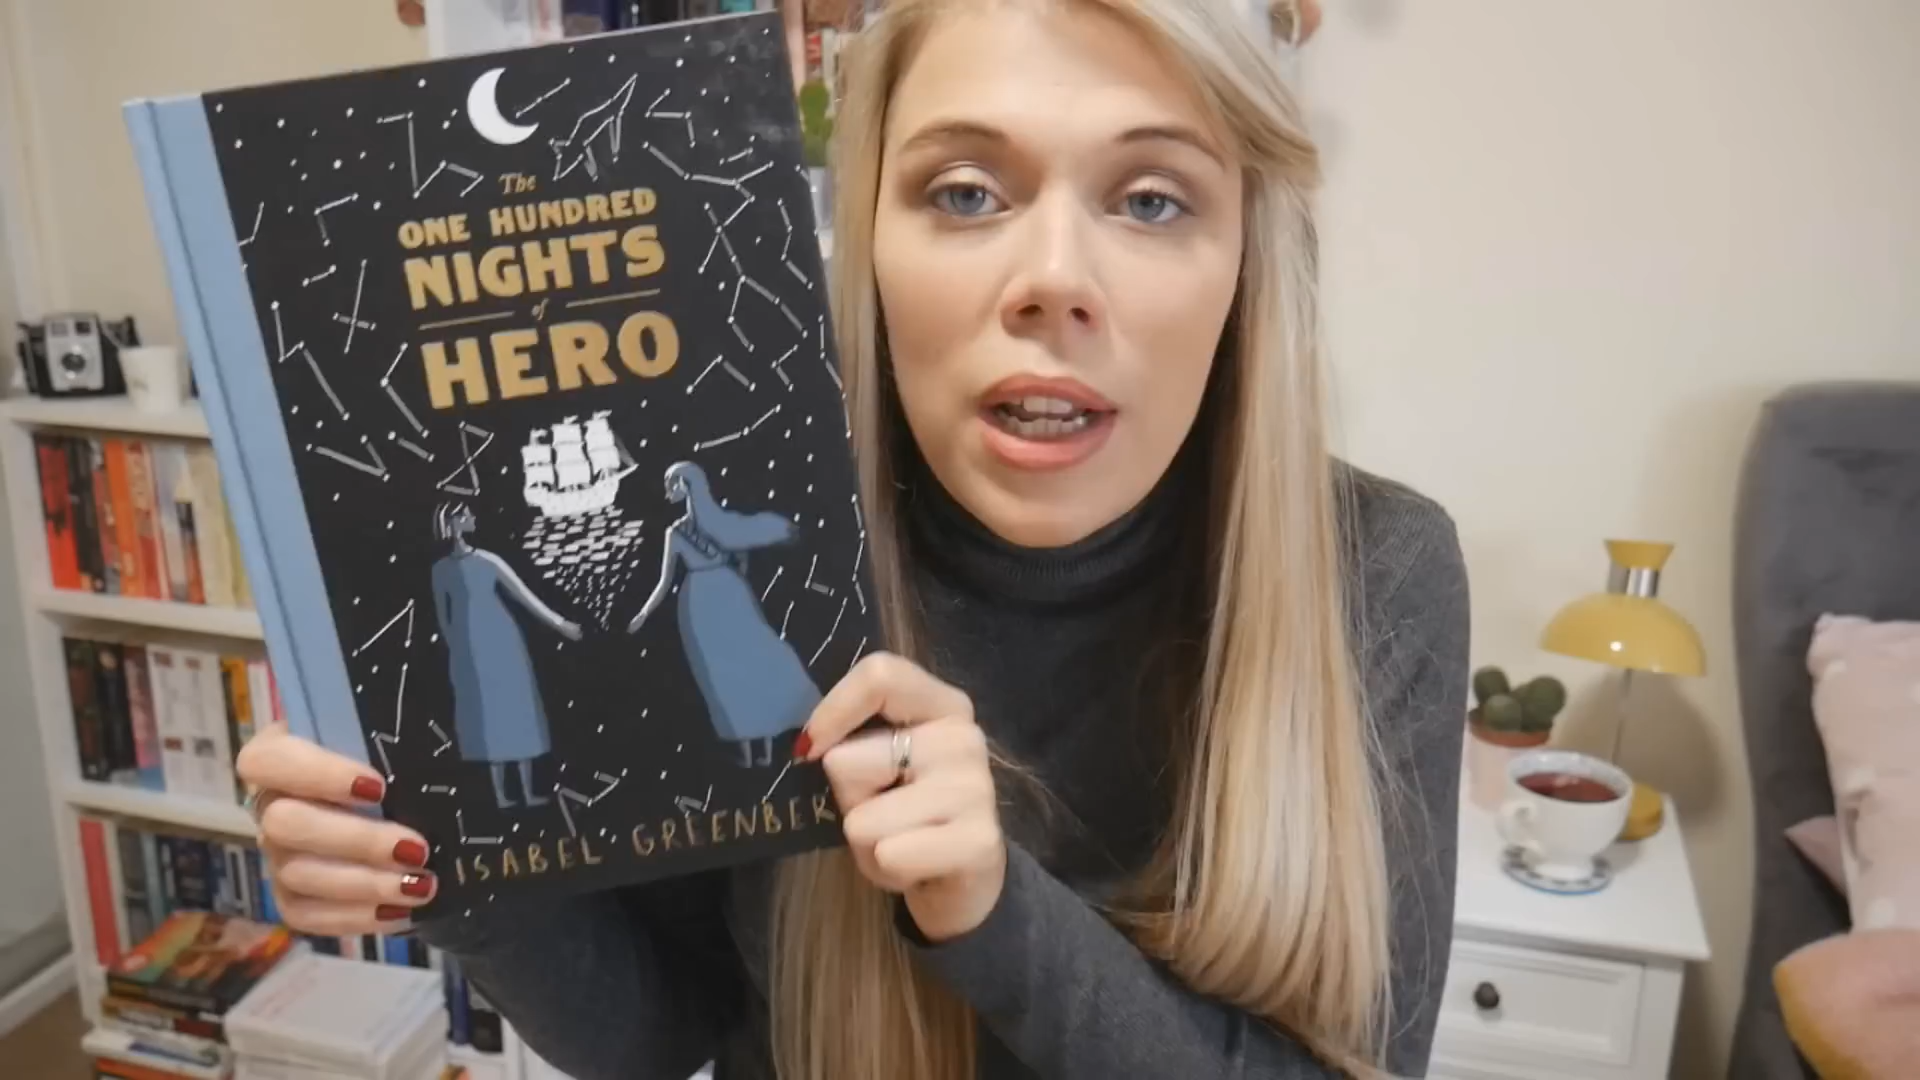 The
ONE HUNDRED
NIGHTS
of
HERO
ISABEL GREENBER